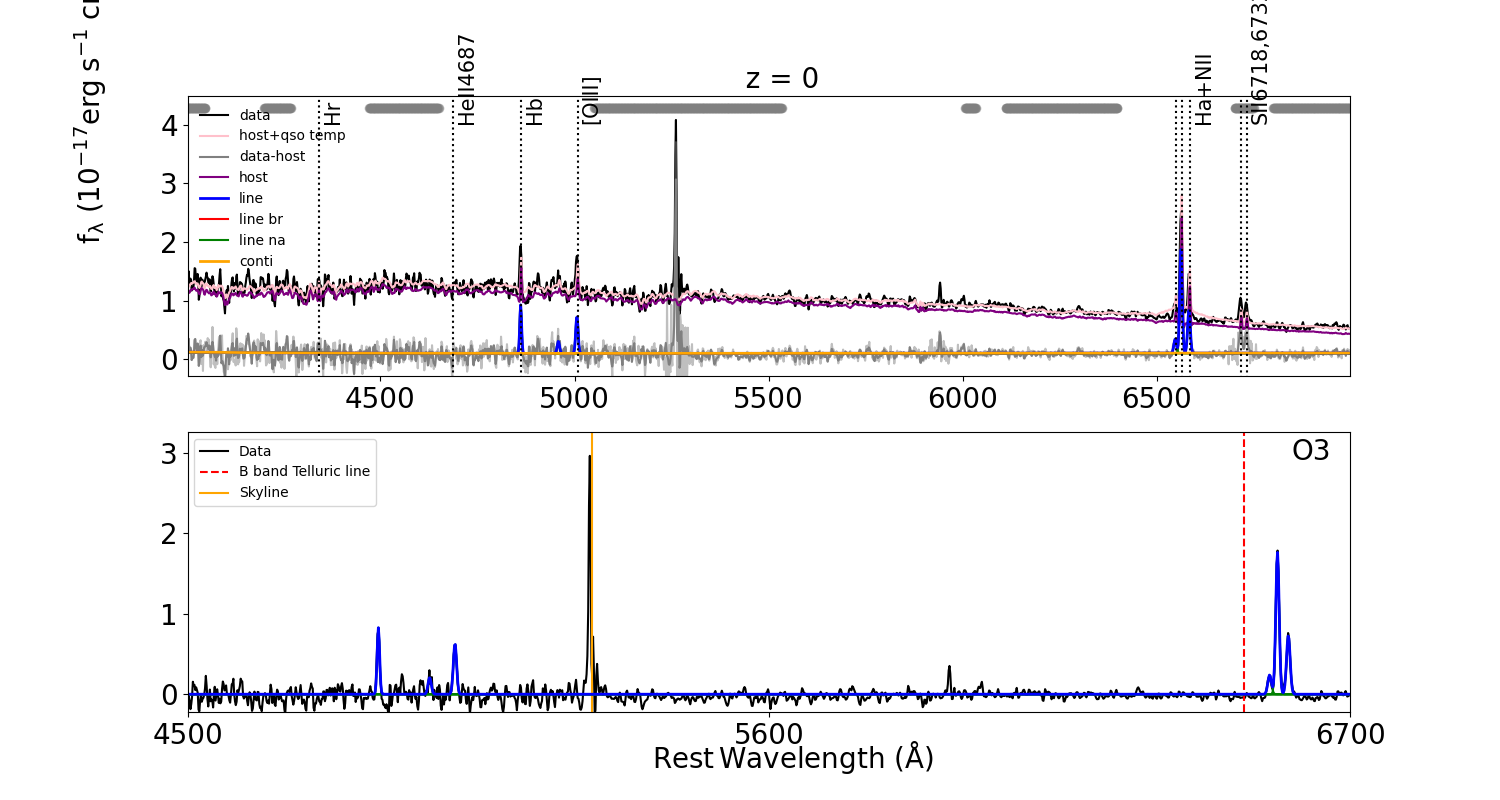 z = 0
f_λ (10^−17 erg s^−1 c
Hr
HeII4687
Hb
[OIII]
Ha+NII
SII6718,673
data
host+qso temp
data-host
host
line
line br
line na
conti
4
3
2
1
0
4500 5000 5500 6000 6500
O3
Data
B band Telluric line
Skyline
3
2
1
0
4500 5600 6700
Rest Wavelength (Å)